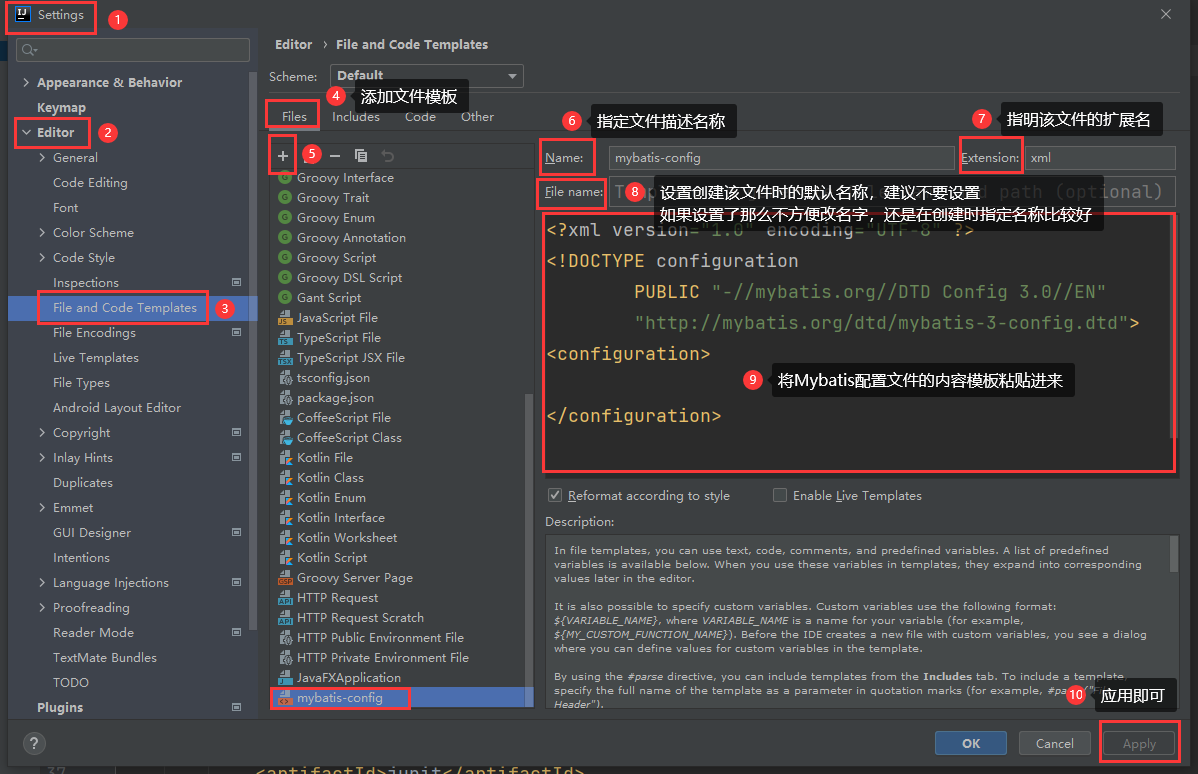 Settings
1
Appearance & Behavior
Keymap
Editor
2
General
Code Editing
Font
Color Scheme
Code Style
Inspections
File and Code Templates
3
File Encodings
Live Templates
File Types
Android Layout Editor
Copyright
Inlay Hints
Duplicates
Emmet
GUI Designer
Intentions
Language Injections
Proofreading
Reader Mode
TextMate Bundles
TODO
Plugins
?
Editor › File and Code Templates
Scheme: Default
4 添加文件模板
Files Includes Code Other
5
Groovy Interface
Groovy Trait
Groovy Enum
Groovy Annotation
Groovy Script
Groovy DSL Script
Gant Script
JavaScript File
TypeScript File
TypeScript JSX File
tsconfig.json
package.json
CoffeeScript File
CoffeeScript Class
Kotlin File
Kotlin Class
Kotlin Enum
Kotlin Interface
Kotlin Worksheet
Kotlin Script
Groovy Server Page
HTTP Request
HTTP Request Scratch
HTTP Public Environment File
HTTP Private Environment File
JavaFXApplication
mybatis-config
6 指定文件描述名称
7 指明该文件的扩展名
Name: mybatis-config Extension: xml
File name: path (optional)
8 设置创建该文件时的默认名称，建议不要设置
如果设置了那么不方便改名字，还是在创建时指定名称比较好
<?xml version="1.0" encoding="UTF-8" ?>
<!DOCTYPE configuration
PUBLIC "-//mybatis.org//DTD Config 3.0//EN"
"http://mybatis.org/dtd/mybatis-3-config.dtd">
<configuration>
9 将Mybatis配置文件的内容模板粘贴进来
</configuration>
Reformat according to style Enable Live Templates
Description:
In file templates, you can use text, code, comments, and predefined variables. A list of predefined
variables is available below. When you use these variables in templates, they expand into corresponding
values later in the editor.
It is also possible to specify custom variables. Custom variables use the following format:
${VARIABLE_NAME}, where VARIABLE_NAME is a name for your variable (for example,
${MY_CUSTOM_FUNCTION_NAME}). Before the IDE creates a new file with custom variables, you see a dialog
where you can define values for custom variables in the template.
By using the #parse directive, you can include templates from the Includes tab. To include a template,
specify the full name of the template as a parameter in quotation marks (for example,
Header").
10 应用即可
OK Cancel Apply
37 <artifactId>junit</artifactId>